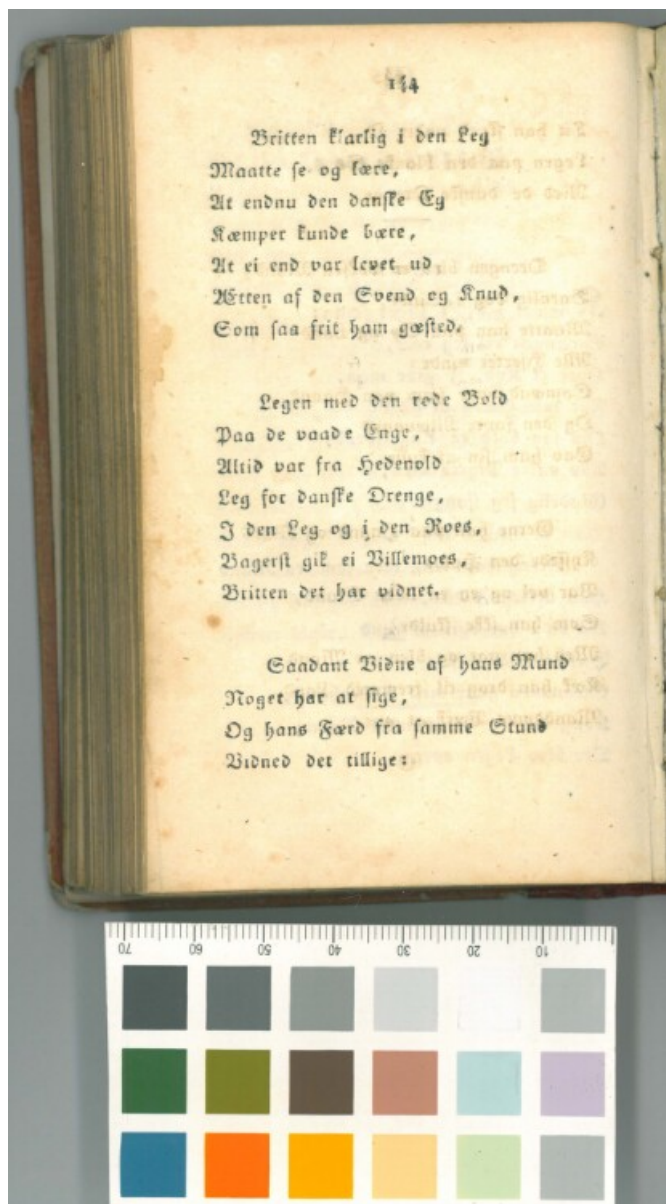 144
Britten klarlig i den Leg
Maatte se og lære,
At endnu den danske Eg
Kæmper kunde bære,
At ei end var levet ud
Ætten af den Svend og Knud,
Som saa frit ham gæsted.
Legen med den røde Bold
Paa de vaade Enge,
Altid var fra Hedenold
Leg for danske Drenge,
I den Leg og i den Roes,
Bagerst gik ei Villemoes,
Britten det har vidnet.
Saadant Vidne af hans Mund
Noget har at sige,
Og hans Færd fra samme Stund
Vidned det tillige:
70 60 50 40 30 20 10